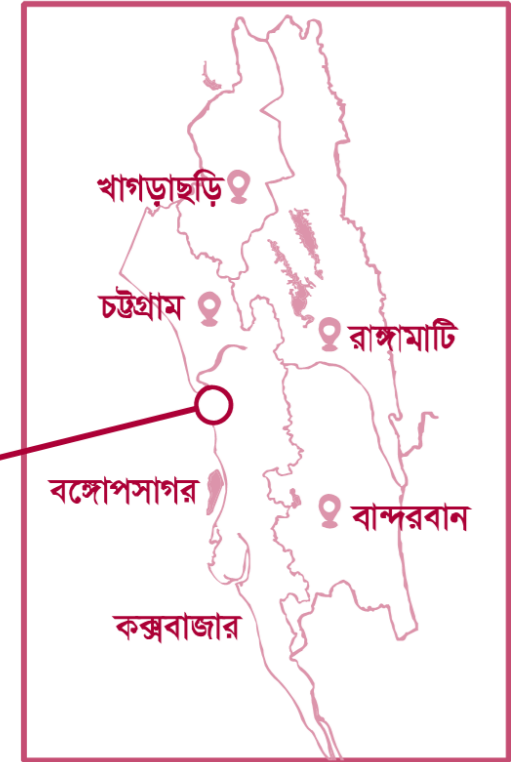 খাগড়াছড়ি
চট্টগ্রাম
রাঙ্গামাটি
বঙ্গোপসাগর
বান্দরবান
কক্সবাজার